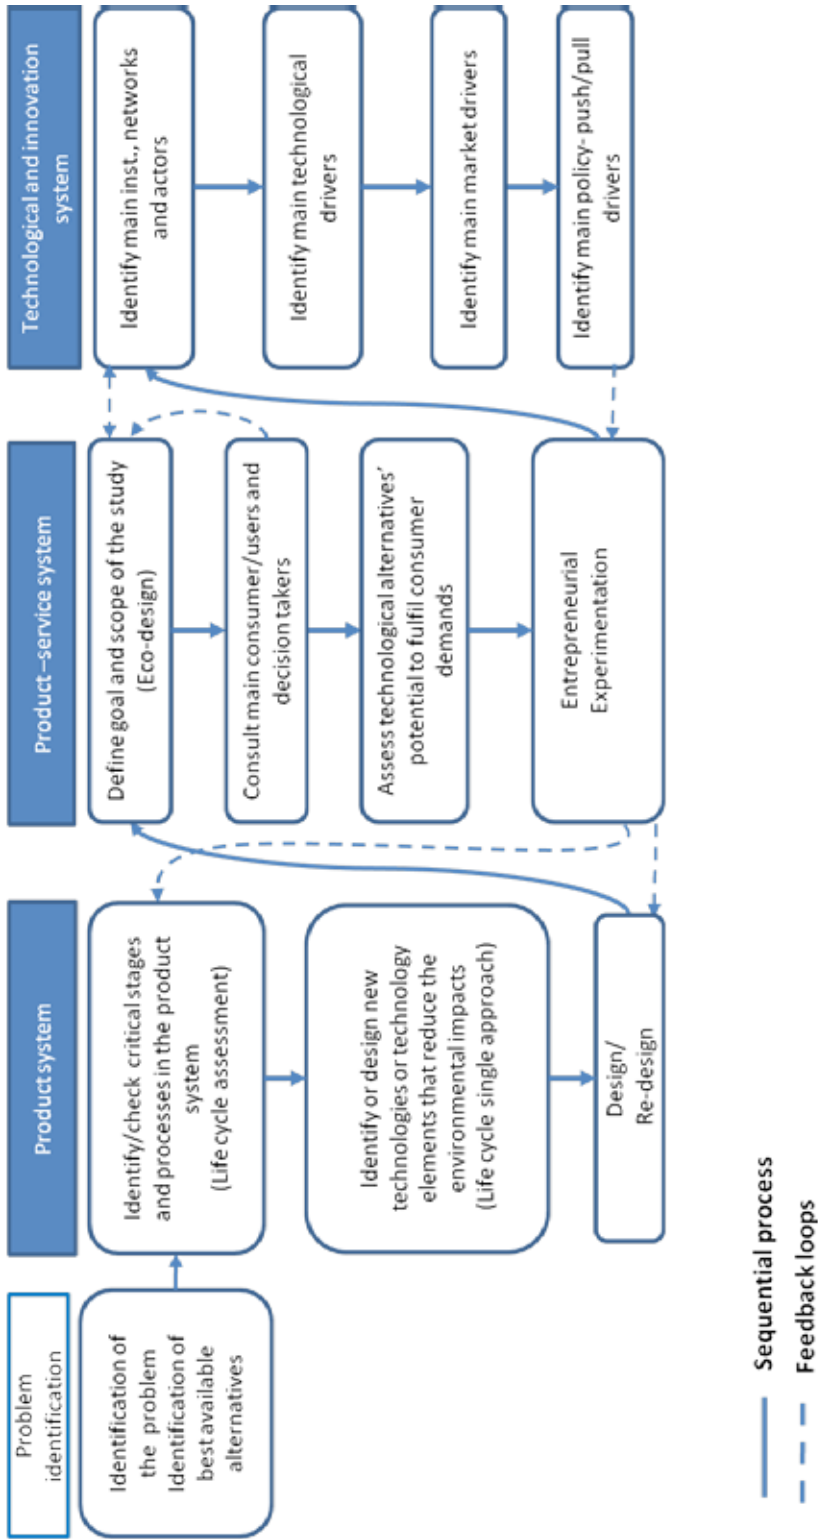 Problem
identification
Identification of
the problem
Identification of
best available
alternatives
Product system
Identify/check critical stages
and processes in the product
system
(Life cycle assessment)
Identify or design new
technologies or technology
elements that reduce the
environmental impacts
(Life cycle single approach)
Design/
Re-design
Product –service system
Define goal and scope of the study
(Eco-design)
Consult main consumer/users and
decision takers
Assess technological alternatives’
potential to fulfil consumer
demands
Entrepreneurial
Experimentation
Technological and innovation
system
Identify main inst., networks
and actors
Identify main technological
drivers
Identify main market drivers
Identify main policy- push/pull
drivers
Sequential process
Feedback loops